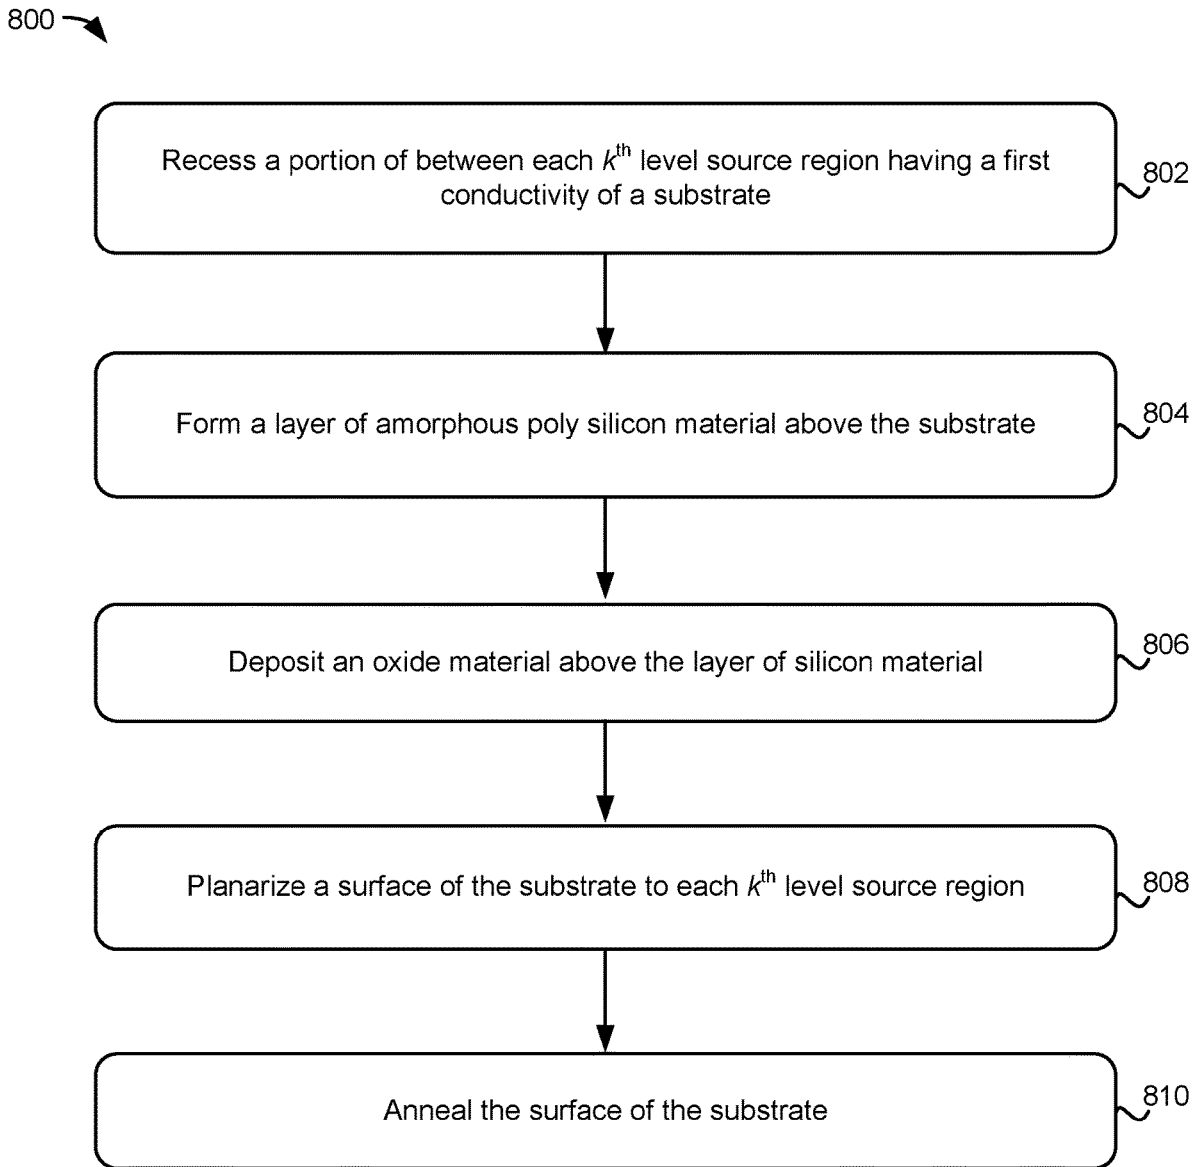 800
Recess a portion of between each kth level source region having a first
conductivity of a substrate
802
Form a layer of amorphous poly silicon material above the substrate
804
Deposit an oxide material above the layer of silicon material
806
Planarize a surface of the substrate to each kth level source region
808
Anneal the surface of the substrate
810